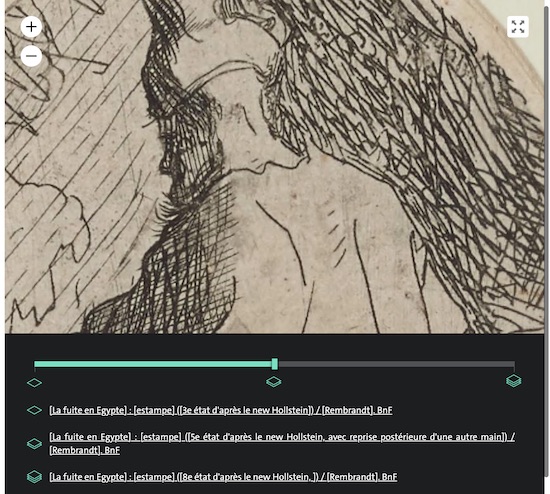 [La fuite en Egypte] : [estampe] ([3e état d'après le new Hollstein]) / [Rembrandt], BnF
[La fuite en Egypte] : [estampe] ([5e état d'après le new Hollstein, avec reprise postérieure d'une autre main]) /
[Rembrandt], BnF
[La fuite en Egypte] : [estampe] ([8e état d'après le new Hollstein, ]) / [Rembrandt], BnF